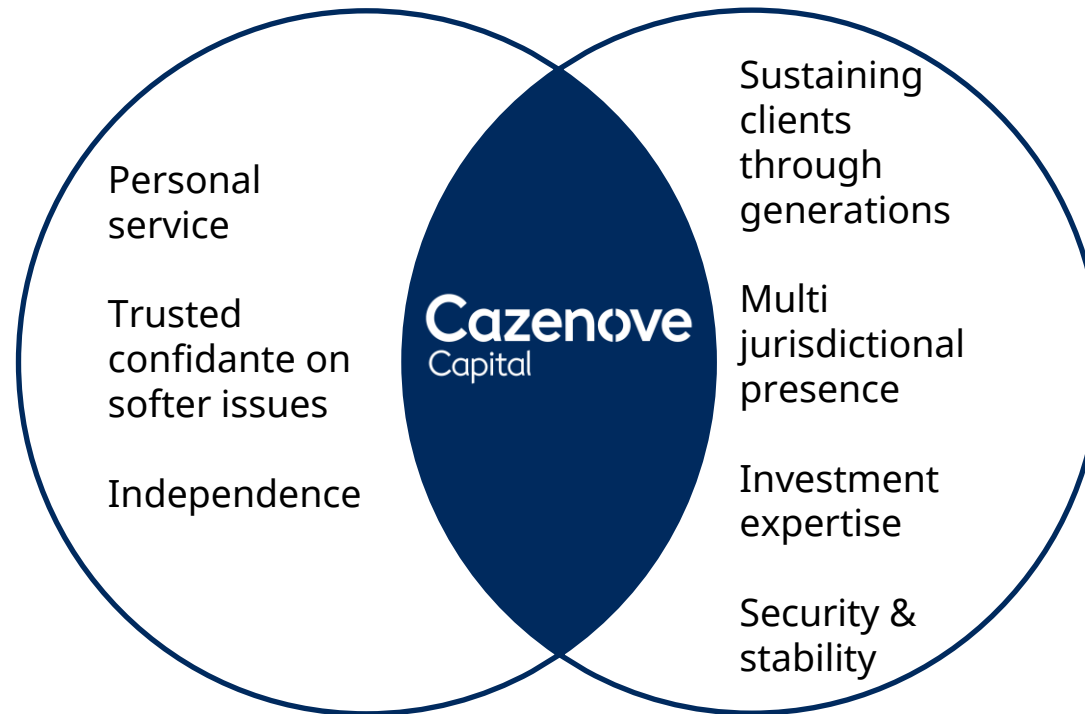 Personal
service
Trusted
confidante on
softer issues
Independence
Cazenove
Capital
Sustaining
clients
through
generations
Multi
jurisdictional
presence
Investment
expertise
Security &
stability